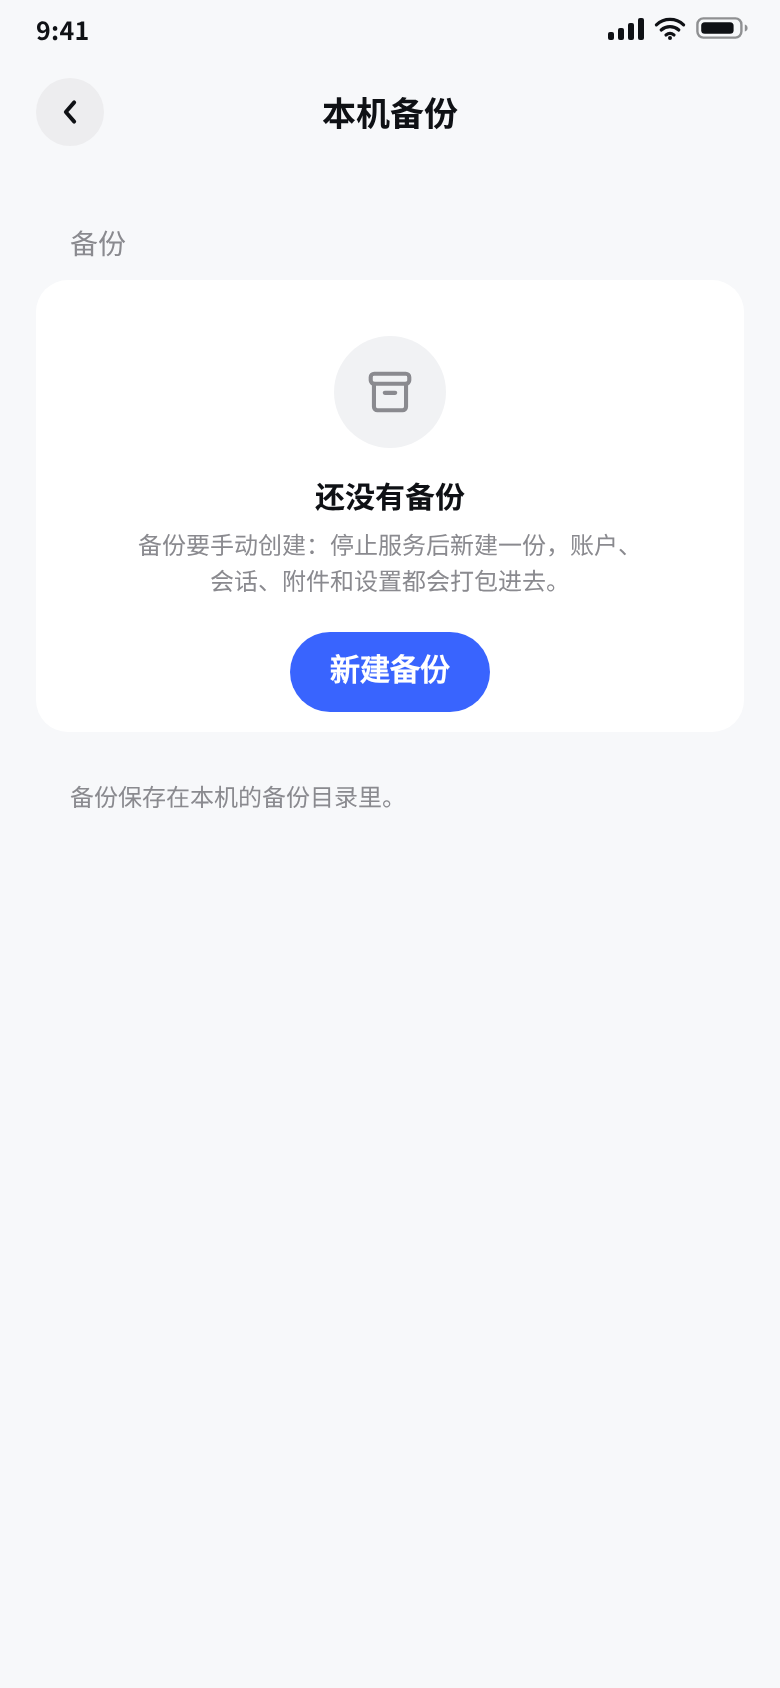 9:41
本机备份
备份
还没有备份
备份要手动创建：停止服务后新建一份，账户、
会话、附件和设置都会打包进去。
新建备份
备份保存在本机的备份目录里。